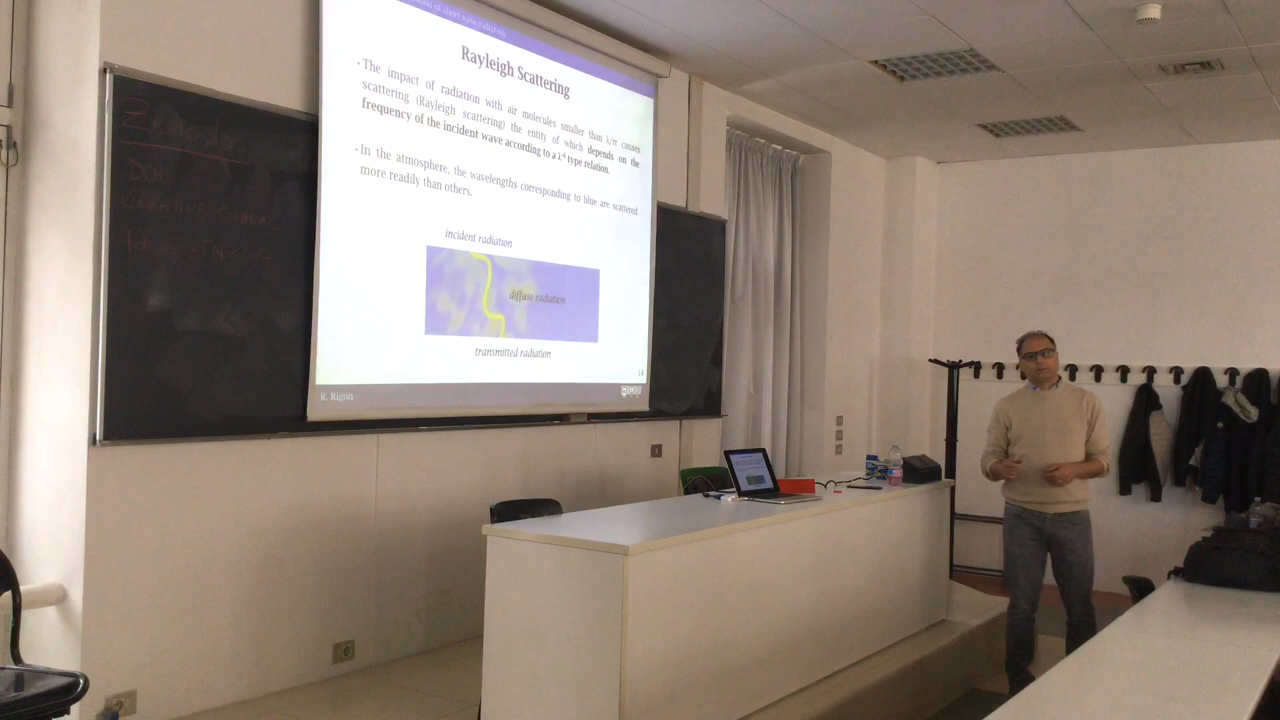 Rayleigh Scattering
• The impact of radiation with air molecules smaller than λ/π causes
scattering (Rayleigh scattering) the entity of which depends on the
frequency of the incident wave according to a λ⁻⁴ type relation.
• In the atmosphere, the wavelengths corresponding to blue are scattered
more readily than others.
incident radiation
diffuse radiation
transmitted radiation
14
R. Rigon
Zenodo